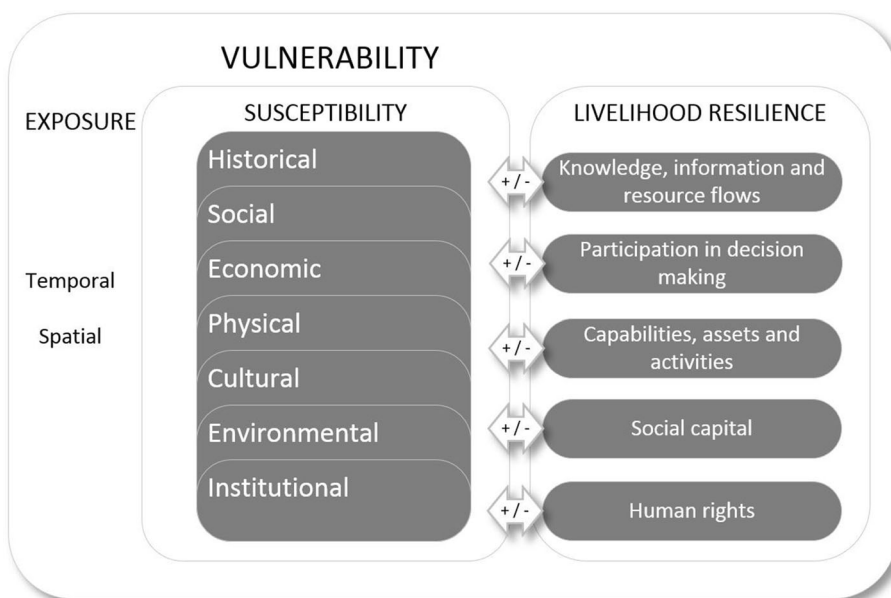 VULNERABILITY
EXPOSURE
Temporal
Spatial
SUSCEPTIBILITY
Historical
Social
Economic
Physical
Cultural
Environmental
Institutional
+ / -
+ / -
+ / -
+ / -
+ / -
LIVELIHOOD RESILIENCE
Knowledge, information and
resource flows
Participation in decision
making
Capabilities, assets and
activities
Social capital
Human rights